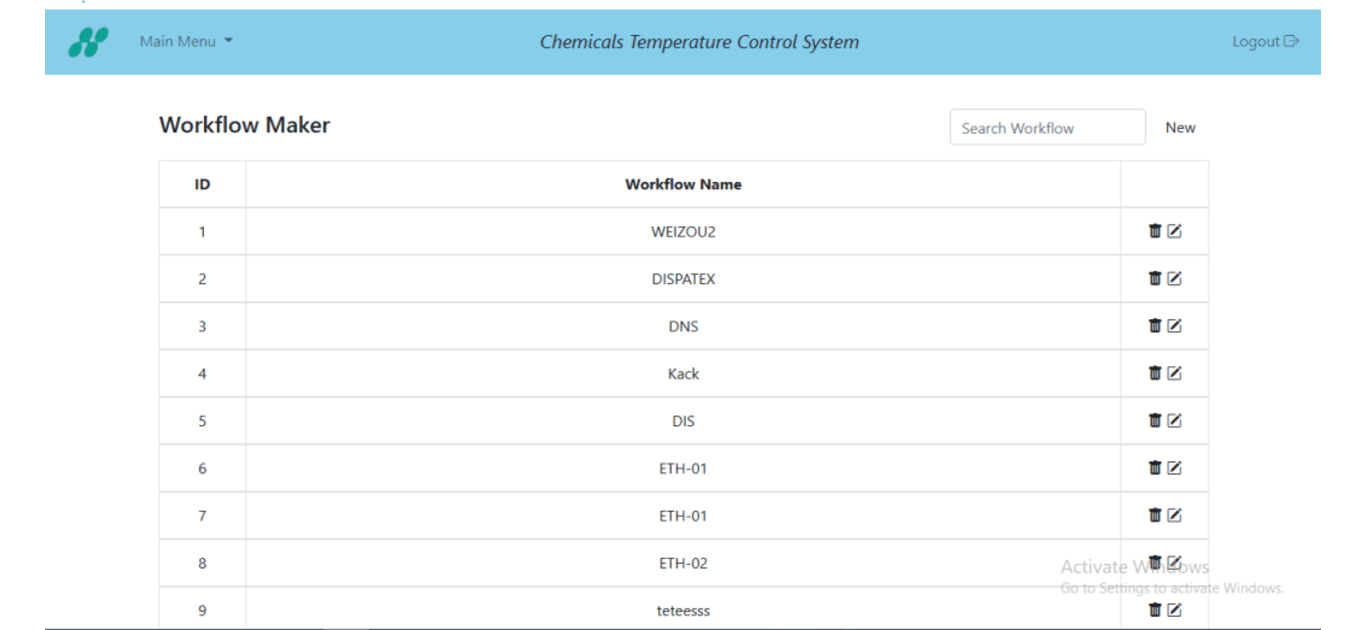 Main Menu Chemicals Temperature Control System Logout
Workflow Maker Search Workflow New
ID Workflow Name
1 WEIZOU2
2 DISPATEX
3 DNS
4 Kack
5 DIS
6 ETH-01
7 ETH-01
8 ETH-02
Activate Windows
Go to Settings to activate Windows.
9 teteesss